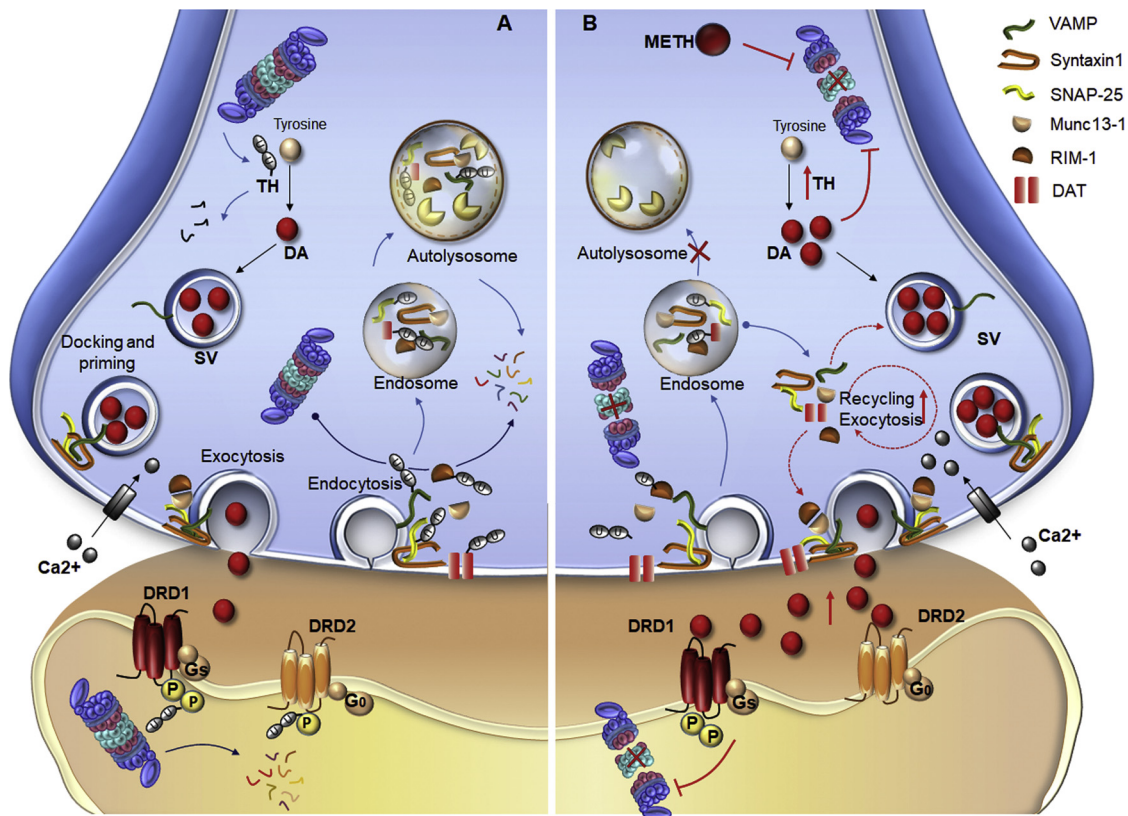 A
Tyrosine
TH
DA
Autolysosome
SV
Docking and
priming
Endosome
Exocytosis
Endocytosis
Ca2+
DRD1
Gs
P
P
DRD2
G0
P
B
METH
Tyrosine
TH
DA
Autolysosome
SV
Endosome
Recycling
Exocytosis
Ca2+
DRD1
Gs
P
P
DRD2
G0
VAMP
Syntaxin1
SNAP-25
Munc13-1
RIM-1
DAT